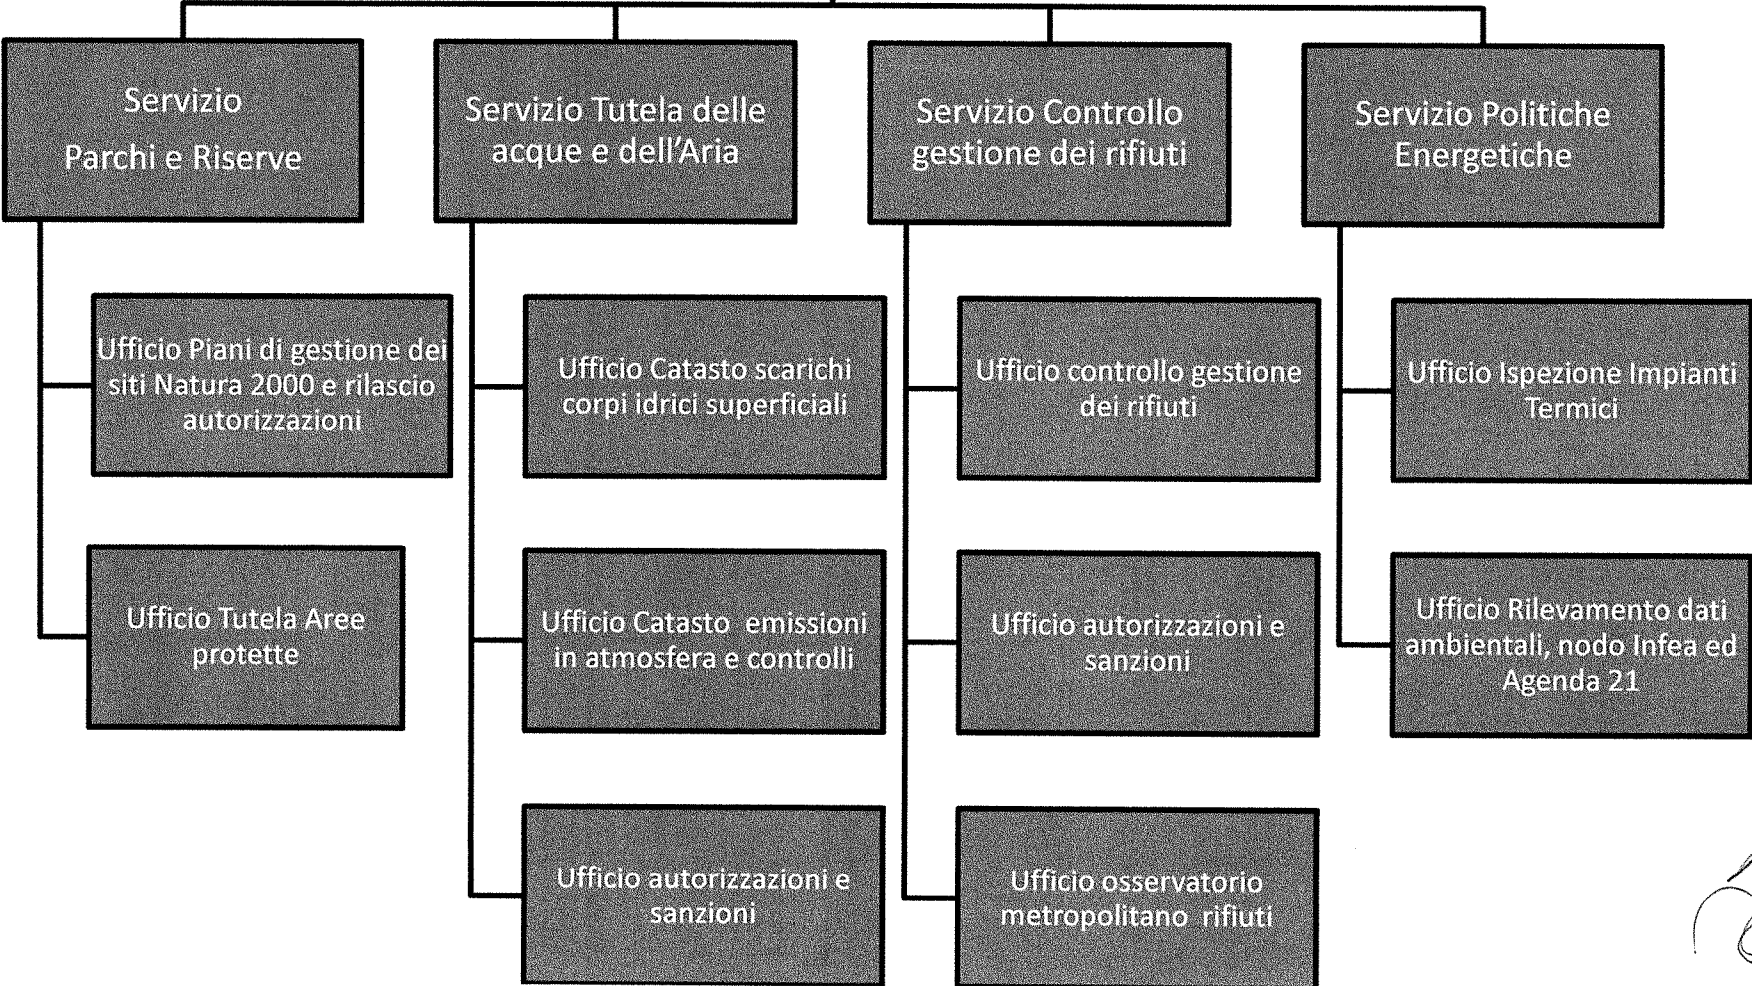 Servizio
Parchi e Riserve
Servizio Tutela delle
acque e dell'Aria
Servizio Controllo
gestione dei rifiuti
Servizio Politiche
Energetiche
Ufficio Piani di gestione dei
siti Natura 2000 e rilascio
autorizzazioni
Ufficio Catasto scarichi
corpi idrici superficiali
Ufficio controllo gestione
dei rifiuti
Ufficio Ispezione Impianti
Termici
Ufficio Tutela Aree
protette
Ufficio Catasto  emissioni
in atmosfera e controlli
Ufficio autorizzazioni e
sanzioni
Ufficio Rilevamento dati
ambientali, nodo Infea ed
Agenda 21
Ufficio autorizzazioni e
sanzioni
Ufficio osservatorio
metropolitano  rifiuti